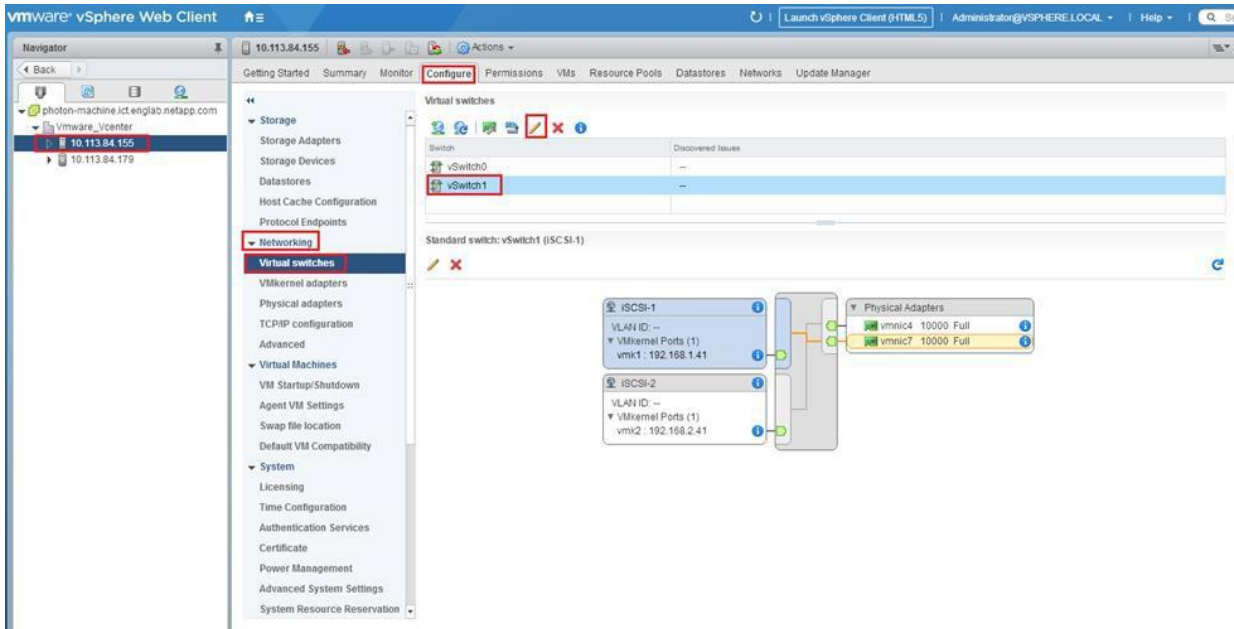 vmware® vSphere Web Client
Launch vSphere Client (HTML5) | Administrator@VSPHERE.LOCAL | Help
Navigator
Back
photon-machine.ict.englab.netapp.com
Vmware_Vcenter
10.113.84.155
10.113.84.179
10.113.84.155 Actions
Getting Started Summary Monitor Configure Permissions VMs Resource Pools Datastores Networks Update Manager
Storage
Storage Adapters
Storage Devices
Datastores
Host Cache Configuration
Protocol Endpoints
Networking
Virtual switches
VMkernel adapters
Physical adapters
TCP/IP configuration
Advanced
Virtual Machines
VM Startup/Shutdown
Agent VM Settings
Swap file location
Default VM Compatibility
System
Licensing
Time Configuration
Authentication Services
Certificate
Power Management
Advanced System Settings
System Resource Reservation
Virtual switches
Switch Discovered Issues
vSwitch0 --
vSwitch1 --
Standard switch: vSwitch1 (iSCSI-1)
iSCSI-1
VLAN ID: --
VMkernel Ports (1)
vmk1 : 192.168.1.41
iSCSI-2
VLAN ID: --
VMkernel Ports (1)
vmk2 : 192.168.2.41
Physical Adapters
vmnic4 10000 Full
vmnic7 10000 Full